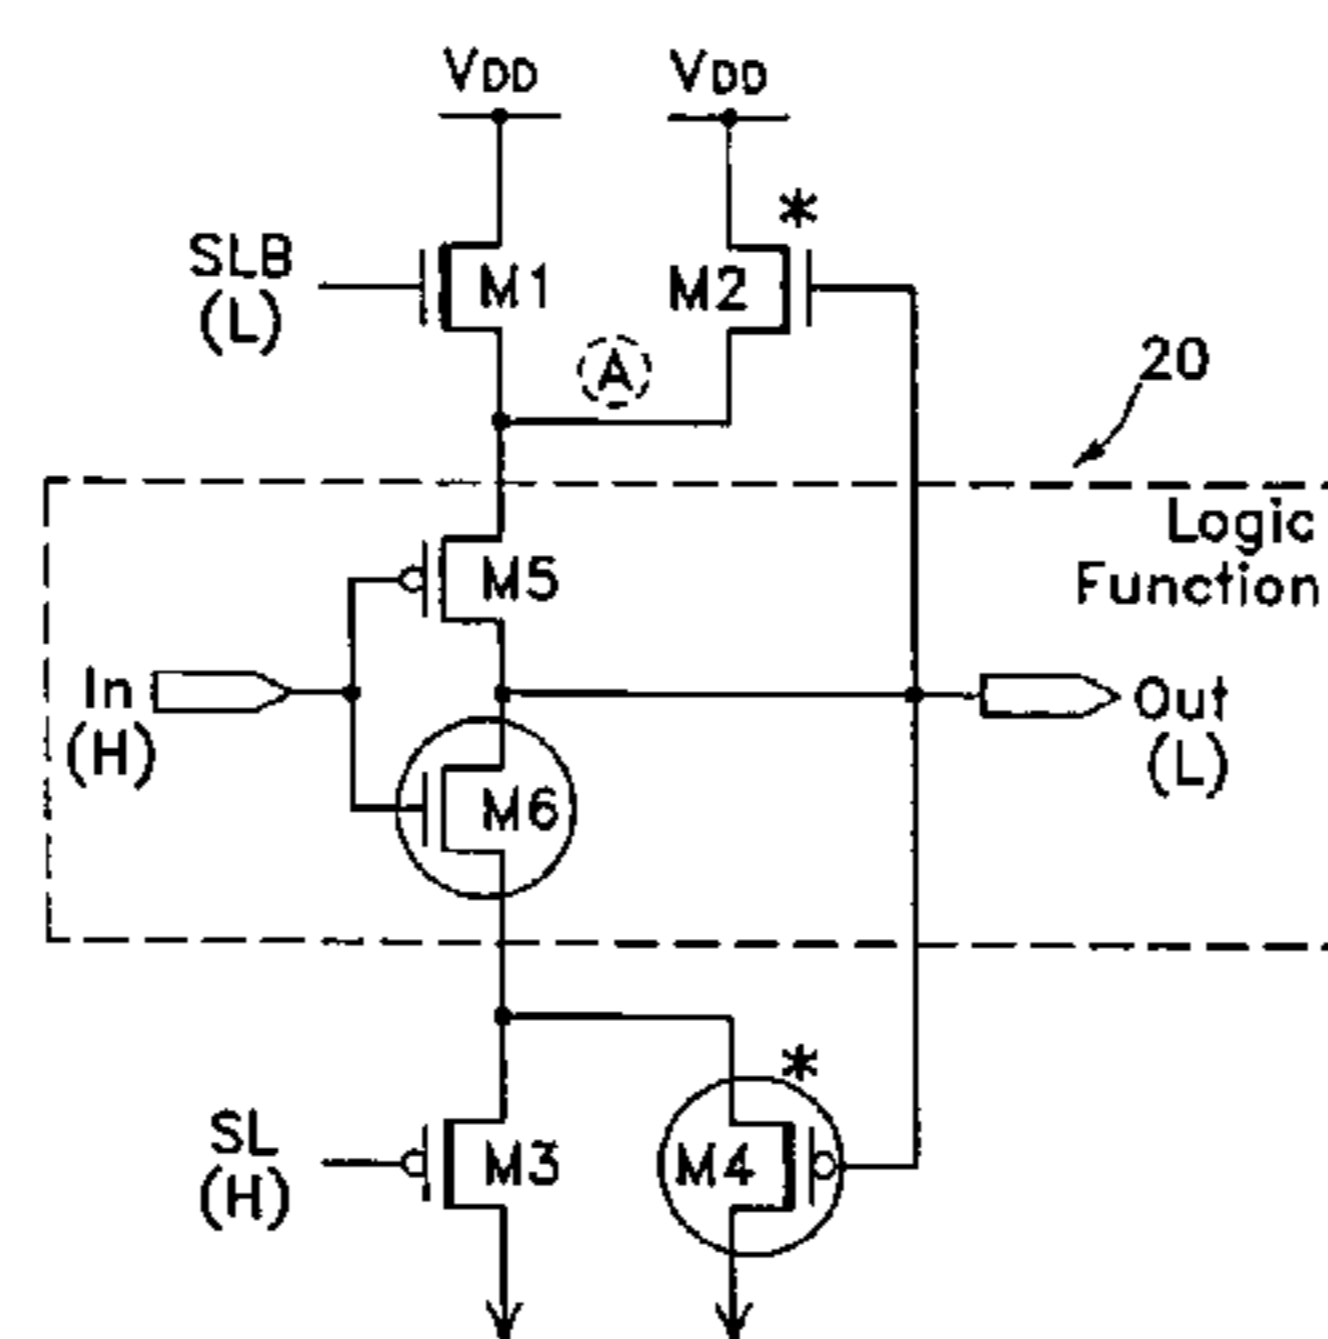 VDD VDD
*
SLB
(L)
M1 M2
A
20
Logic
Function
M5
In
(H)
Out
(L)
M6
*
SL
(H)
M3 M4